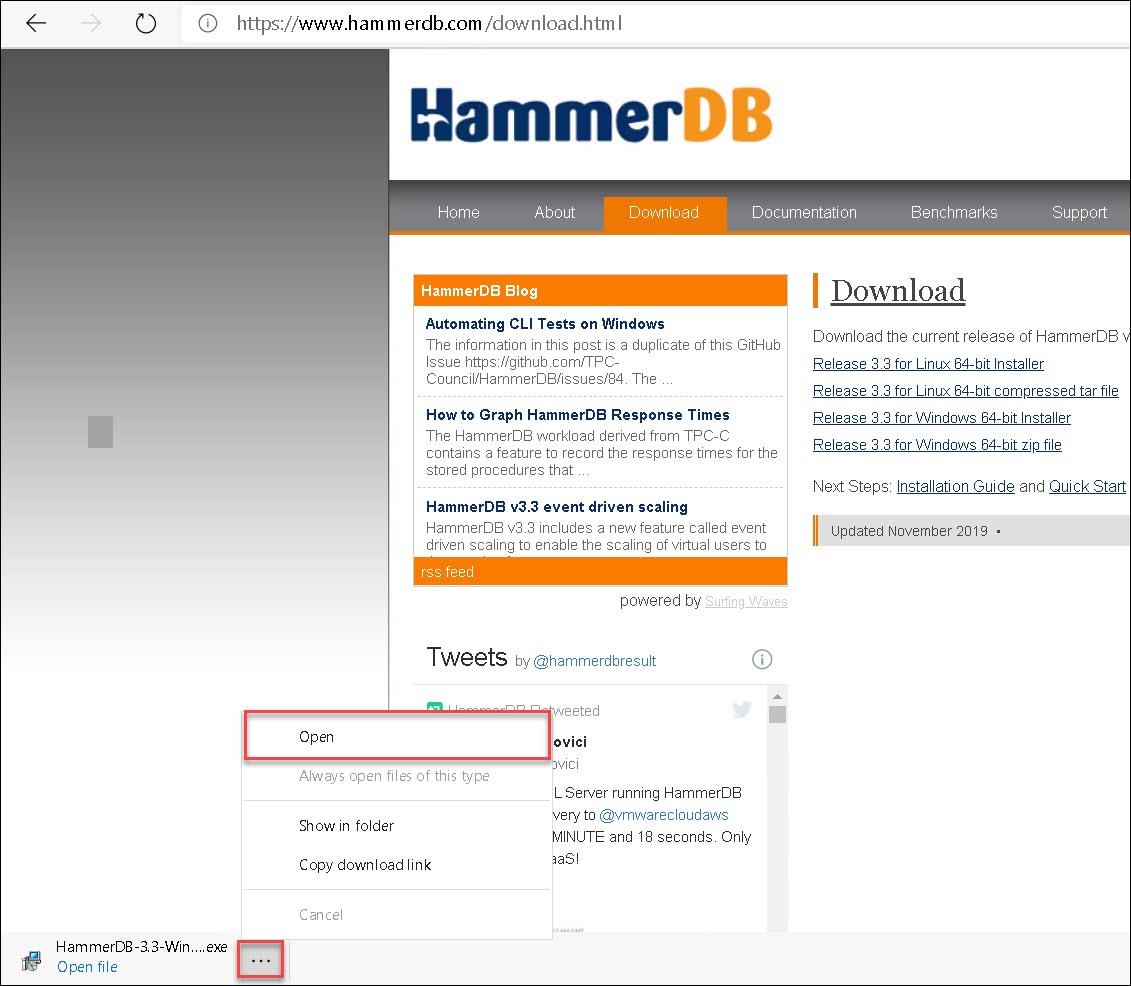 https://www.hammerdb.com/download.html
HammerDB
Home About Download Documentation Benchmarks Support
HammerDB Blog
Automating CLI Tests on Windows
The information in this post is a duplicate of this GitHub
Issue https://github.com/TPC-
Council/HammerDB/issues/84. The ...
How to Graph HammerDB Response Times
The HammerDB workload derived from TPC-C
contains a feature to record the response times for the
stored procedures that ...
HammerDB v3.3 event driven scaling
HammerDB v3.3 includes a new feature called event
driven scaling to enable the scaling of virtual users to
rss feed
powered by Surfing Waves
Download
Download the current release of HammerDB v
Release 3.3 for Linux 64-bit Installer
Release 3.3 for Linux 64-bit compressed tar file
Release 3.3 for Windows 64-bit Installer
Release 3.3 for Windows 64-bit zip file
Next Steps: Installation Guide and Quick Start
Updated November 2019 •
Tweets by @hammerdbresult
HammerDB Retweeted
ovici
ovici
L Server running HammerDB
very to @vmwarecloudaws
MINUTE and 18 seconds. Only
aaS!
Open
Always open files of this type
Show in folder
Copy download link
Cancel
HammerDB-3.3-Win....exe
Open file
...